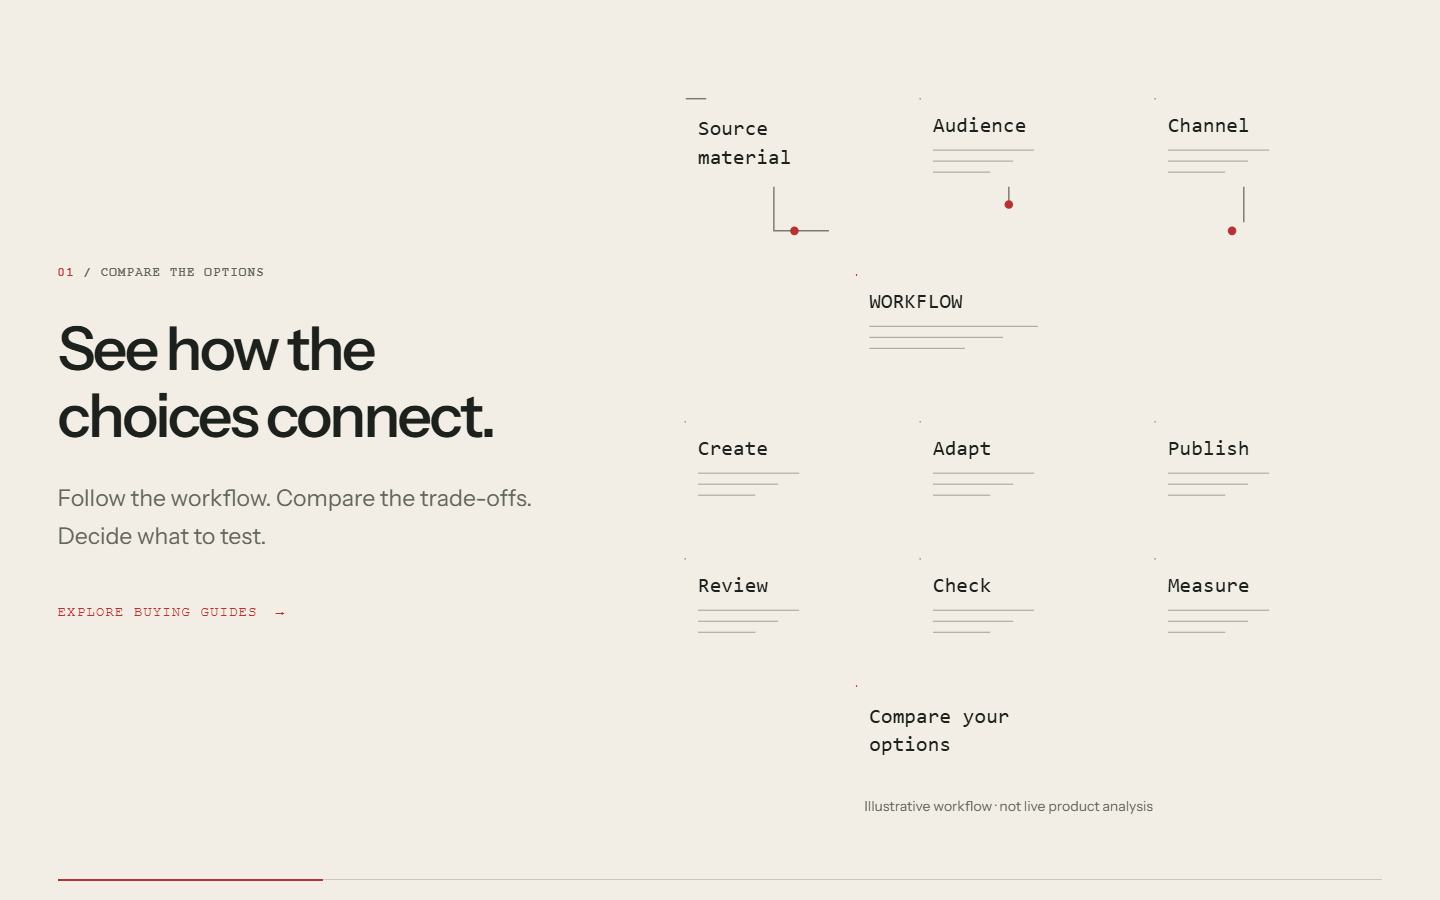 01 / COMPARE THE OPTIONS
See how the
choices connect.
Follow the workflow. Compare the trade-offs.
Decide what to test.
EXPLORE BUYING GUIDES →
Source
material
Audience
Channel
WORKFLOW
Create
Adapt
Publish
Review
Check
Measure
Compare your
options
Illustrative workflow · not live product analysis